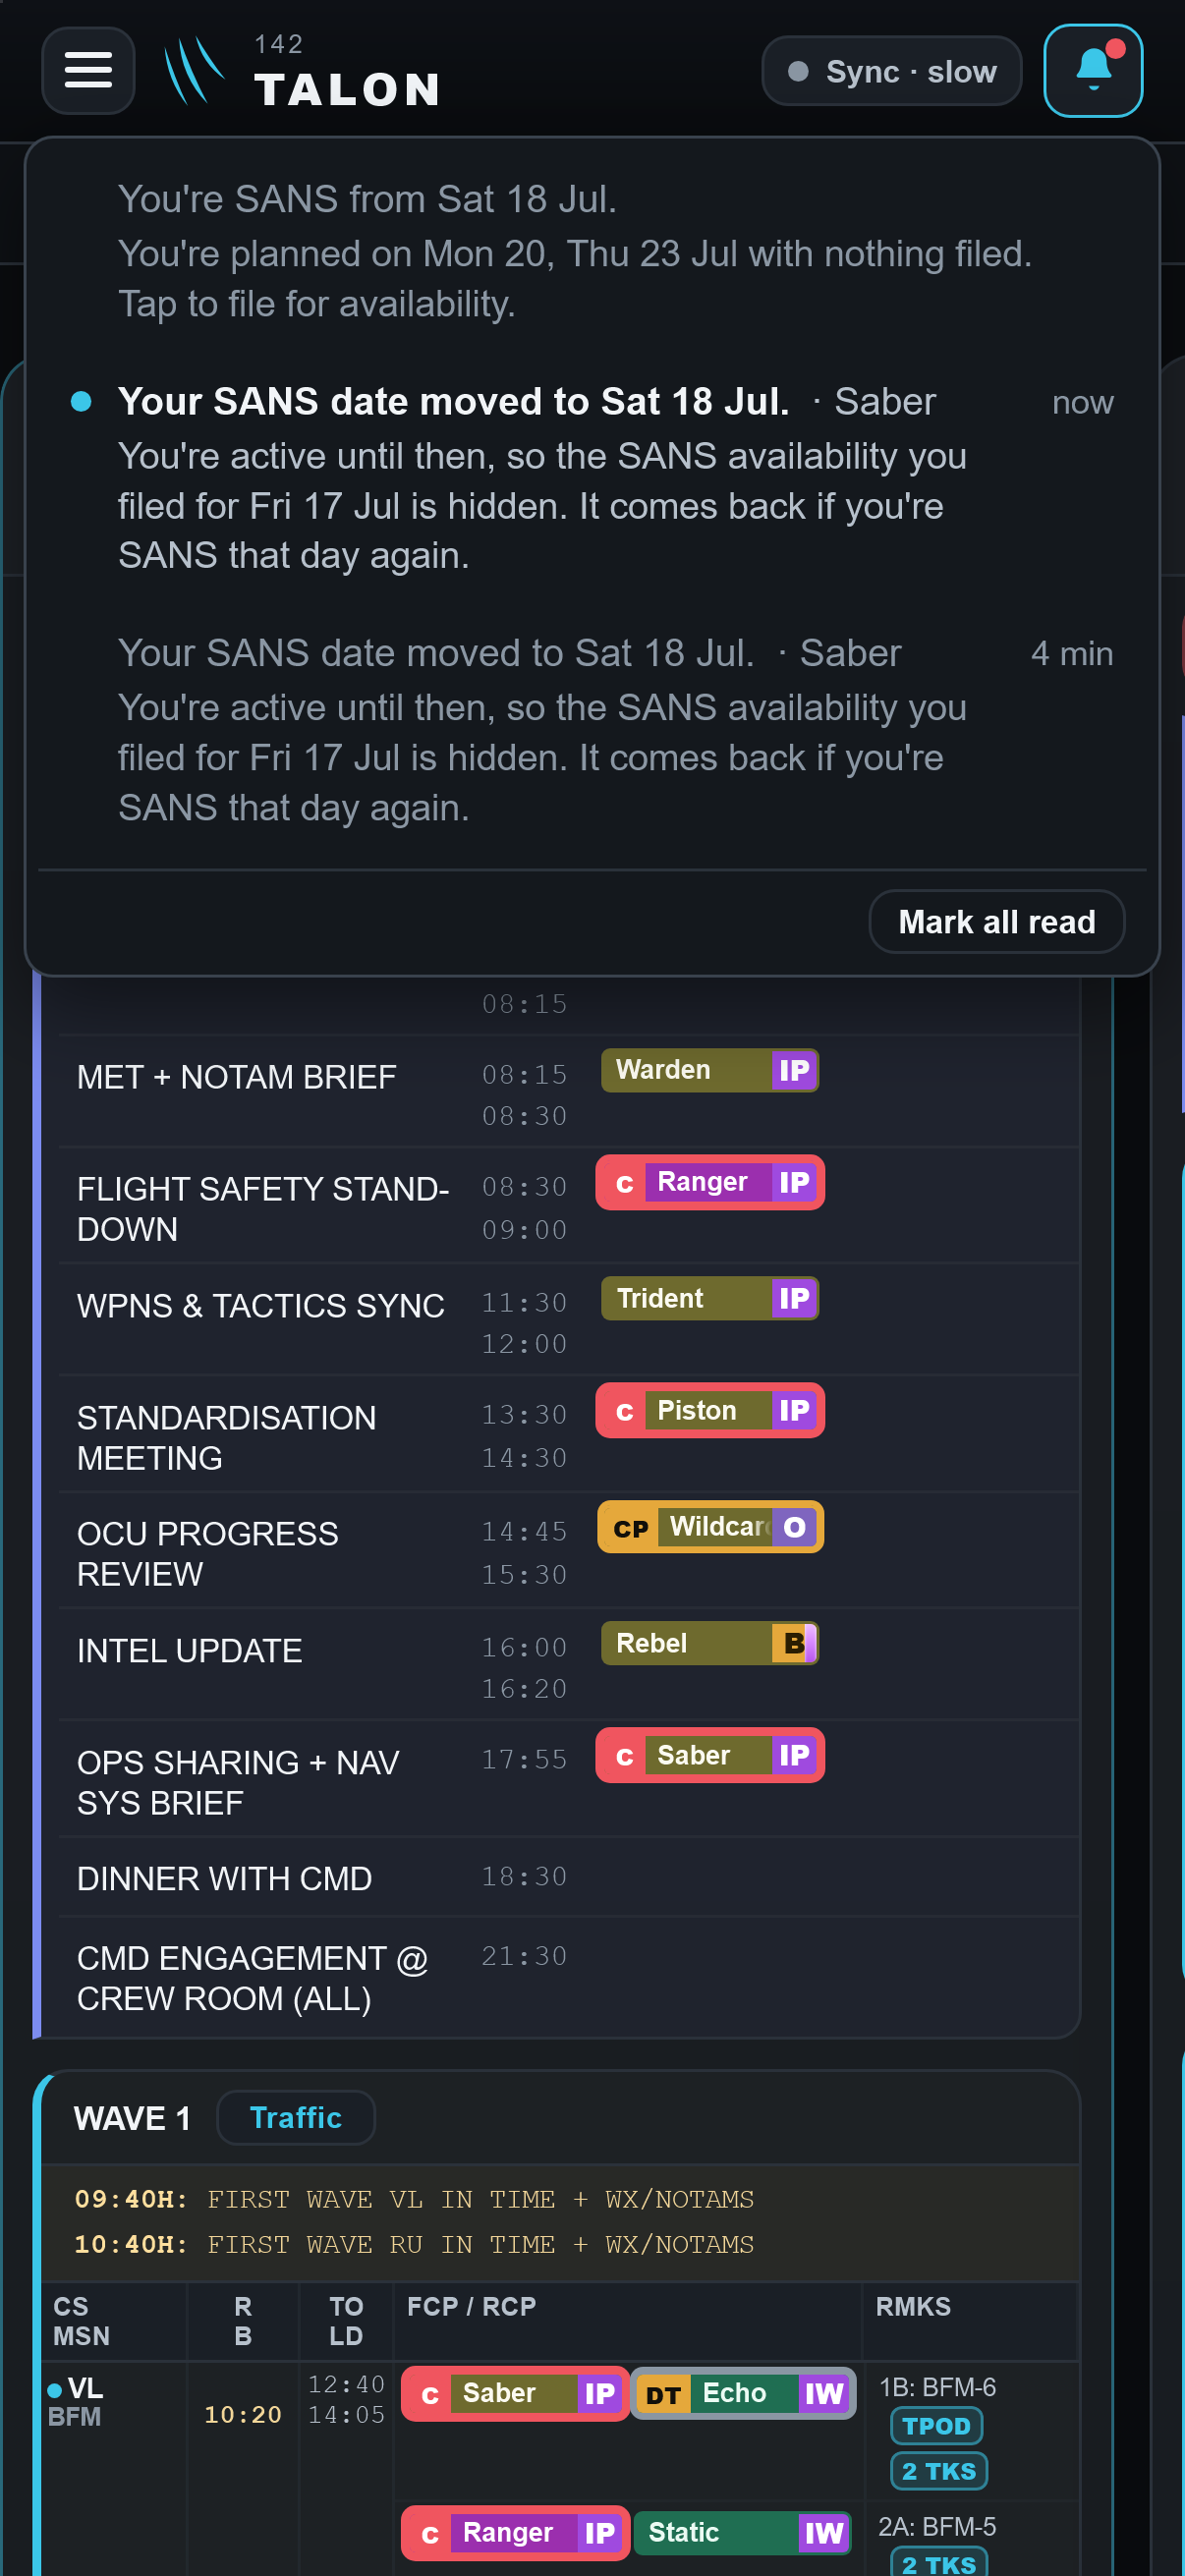 142
TALON
Sync · slow
You're SANS from Sat 18 Jul.
You're planned on Mon 20, Thu 23 Jul with nothing filed.
Tap to file for availability.
Your SANS date moved to Sat 18 Jul. · Saber now
You're active until then, so the SANS availability you
filed for Fri 17 Jul is hidden. It comes back if you're
SANS that day again.
Your SANS date moved to Sat 18 Jul. · Saber 4 min
You're active until then, so the SANS availability you
filed for Fri 17 Jul is hidden. It comes back if you're
SANS that day again.
Mark all read
08:15
MET + NOTAM BRIEF 08:15 Warden IP
08:30
FLIGHT SAFETY STAND- 08:30 C Ranger IP
DOWN 09:00
WPNS & TACTICS SYNC 11:30 Trident IP
12:00
STANDARDISATION 13:30 C Piston IP
MEETING 14:30
OCU PROGRESS 14:45 CP Wildcard O
REVIEW 15:30
INTEL UPDATE 16:00 Rebel B
16:20
OPS SHARING + NAV 17:55 C Saber IP
SYS BRIEF
DINNER WITH CMD 18:30
CMD ENGAGEMENT @ 21:30
CREW ROOM (ALL)
WAVE 1 Traffic
09:40H: FIRST WAVE VL IN TIME + WX/NOTAMS
10:40H: FIRST WAVE RU IN TIME + WX/NOTAMS
CS R TO FCP / RCP RMKS
MSN B LD
VL 12:40 C Saber IP DT Echo IW 1B: BFM-6
BFM 10:20 14:05 TPOD
2 TKS
C Ranger IP Static IW 2A: BFM-5
2 TKS